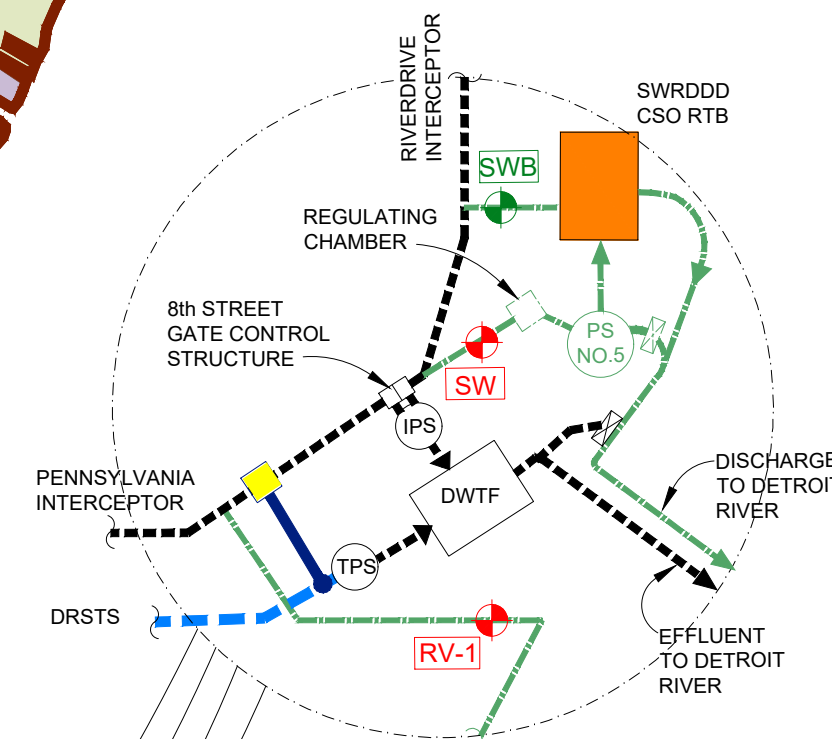 RIVERDRIVE
INTERCEPTOR
SWRDDD
CSO RTB
SWB
REGULATING
CHAMBER
8th STREET
GATE CONTROL
STRUCTURE
PS
NO.5
SW
IPS
PENNSYLVANIA
INTERCEPTOR
DWTF
DISCHARGE
TO DETROIT
RIVER
TPS
DRSTS
RV-1
EFFLUENT
TO DETROIT
RIVER